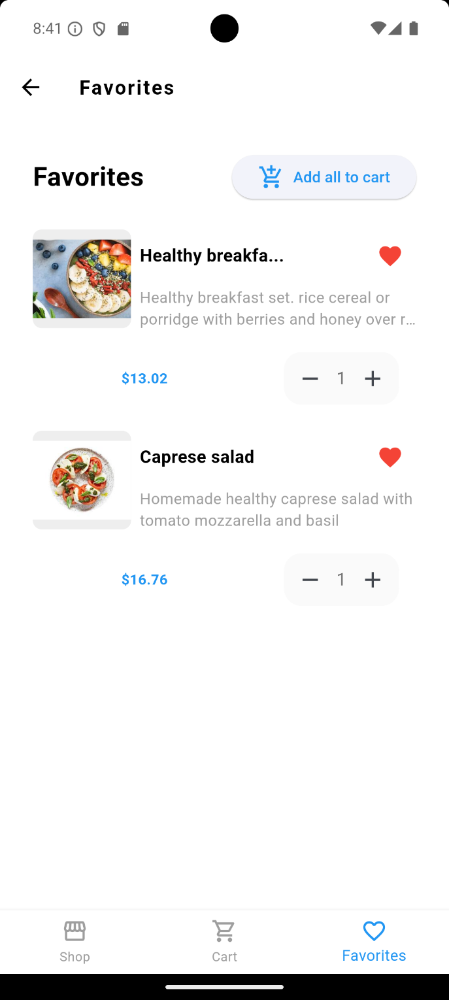 8:41
Favorites
Favorites
Add all to cart
Healthy breakfa...
Healthy breakfast set. rice cereal or
porridge with berries and honey over r...
$13.02
1
Caprese salad
Homemade healthy caprese salad with
tomato mozzarella and basil
$16.76
1
Shop
Cart
Favorites